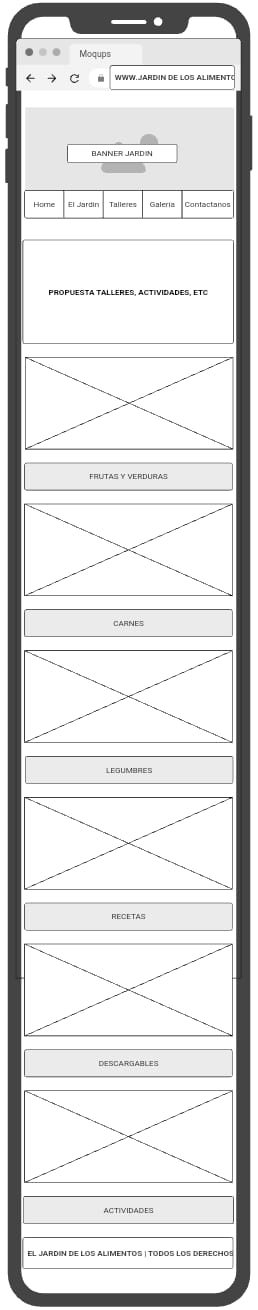 Moqups
WWW.JARDIN DE LOS ALIMENTO
BANNER JARDIN
Home El Jardin Talleres Galeria Contactanos
PROPUESTA TALLERES, ACTIVIDADES, ETC
FRUTAS Y VERDURAS
CARNES
LEGUMBRES
RECETAS
DESCARGABLES
ACTIVIDADES
EL JARDIN DE LOS ALIMENTOS | TODOS LOS DERECHOS